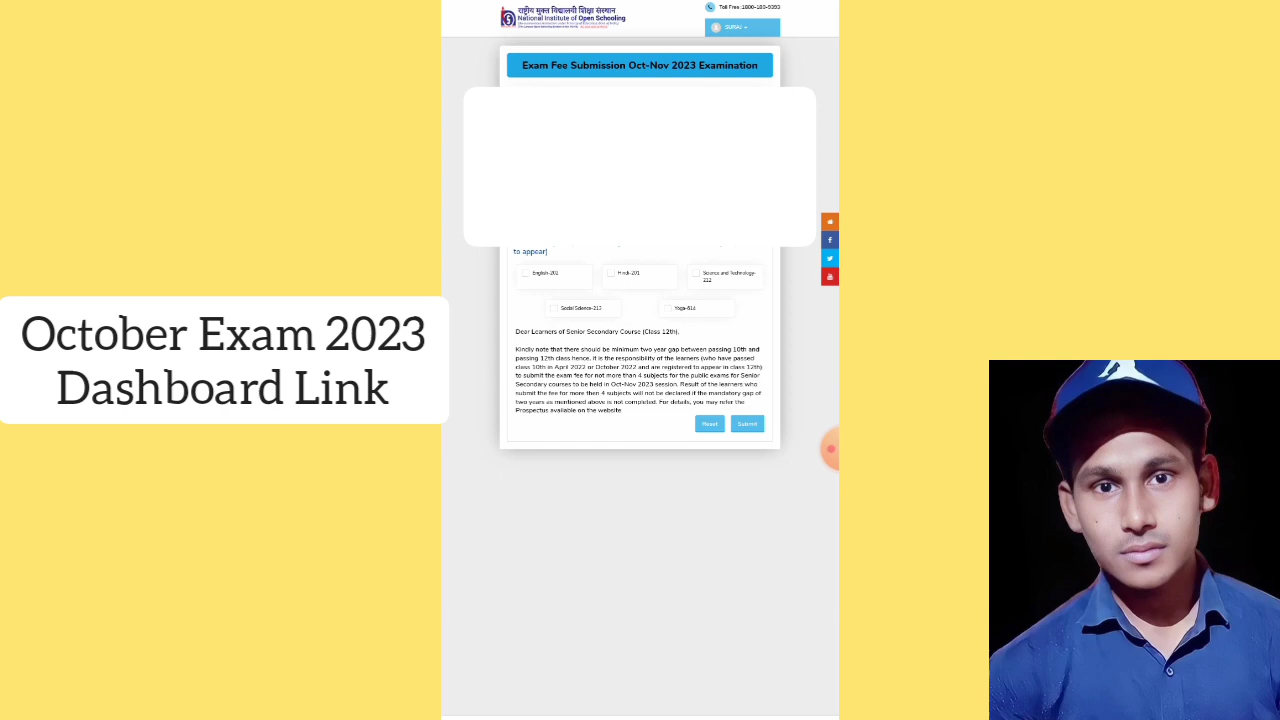 राष्ट्रीय मुक्त विद्यालयी शिक्षा संस्थान
National Institute of Open Schooling
Toll Free:1800-180-9393
SURAJ
Exam Fee Submission Oct-Nov 2023 Examination
to appear]
English-202
Hindi-201
Science and Technology-
212
Social Science-213
Yoga-614
Dear Learners of Senior Secondary Course (Class 12th),
Kindly note that there should be minimum two year gap between passing 10th and
passing 12th class hence, it is the responsibility of the learners (who have passed
class 10th in April 2022 or October 2022 and are registered to appear in class 12th)
to submit the exam fee for not more than 4 subjects for the public exams for Senior
Secondary courses to be held in Oct-Nov 2023 session. Result of the learners who
submit the fee for more than 4 subjects will not be declared if the mandatory gap of
two years as mentioned above is not completed. For details, you may refer the
Prospectus available on the website
Reset
Submit
October Exam 2023
Dashboard Link